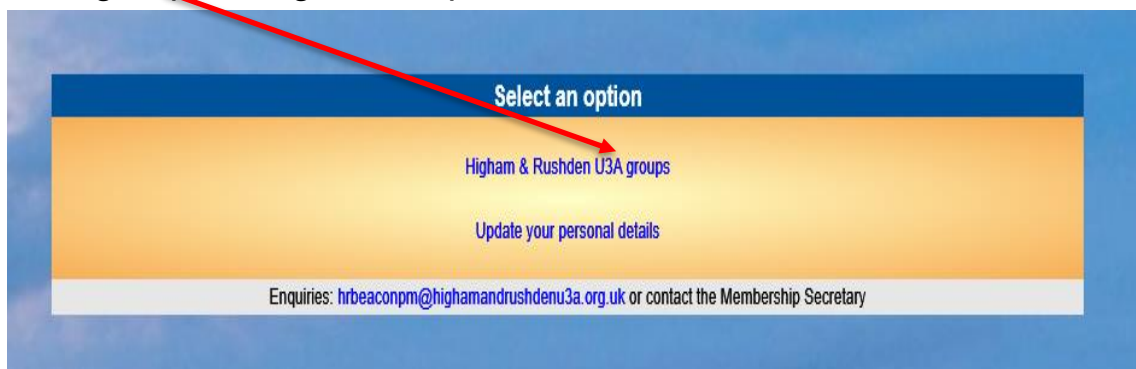 Select an option
Higham & Rushden U3A groups
Update your personal details
Enquiries: hrbeaconpm@highamandrushdenu3a.org.uk or contact the Membership Secretary